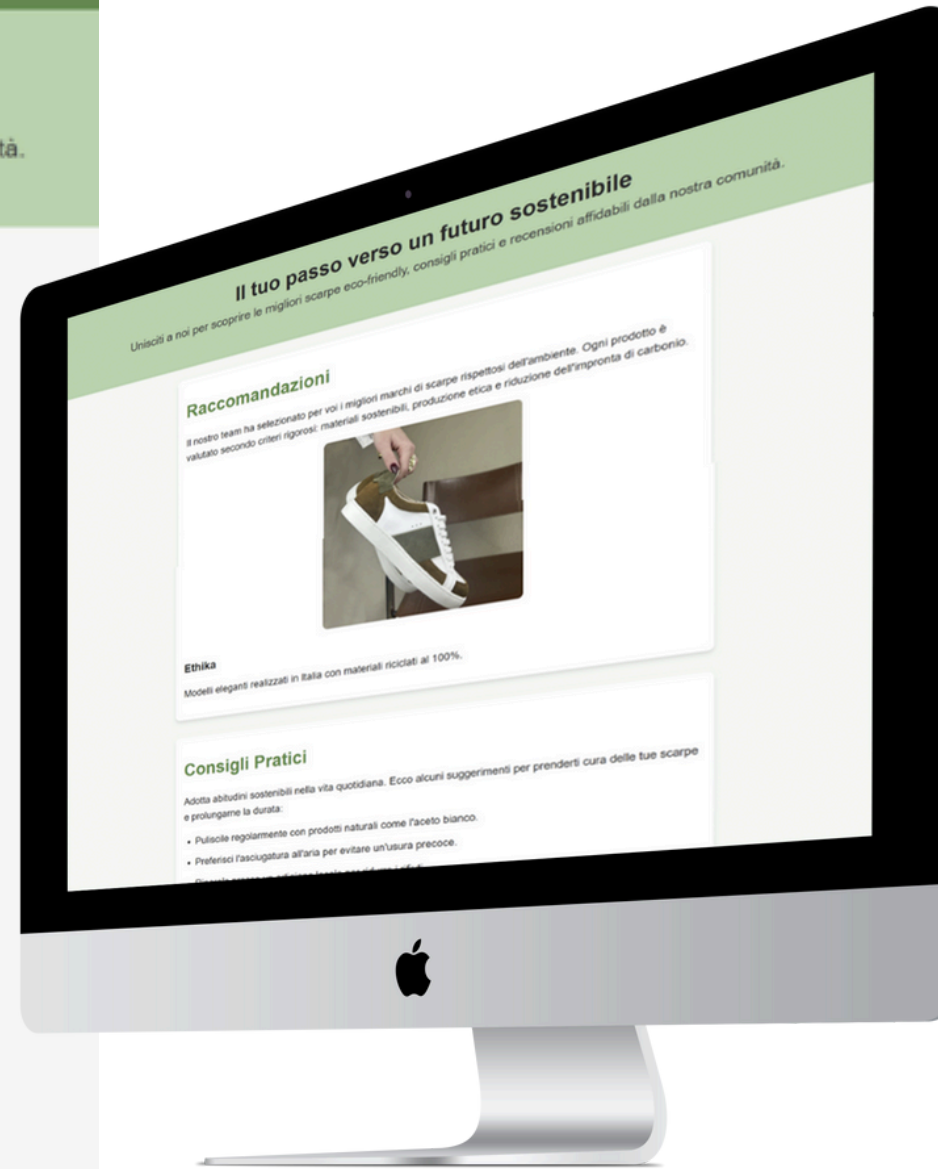 tà.
Il tuo passo verso un futuro sostenibile
Unisciti a noi per scoprire le migliori scarpe eco-friendly, consigli pratici e recensioni affidabili dalla nostra comunità.
Raccomandazioni
Il nostro team ha selezionato per voi i migliori marchi di scarpe rispettosi dell'ambiente. Ogni prodotto è
valutato secondo criteri rigorosi: materiali sostenibili, produzione etica e riduzione dell'impronta di carbonio.
Ethika
Modelli eleganti realizzati in Italia con materiali riciclati al 100%.
Consigli Pratici
Adotta abitudini sostenibili nella vita quotidiana. Ecco alcuni suggerimenti per prenderti cura delle tue scarpe
e prolungarne la durata:
• Puliscile regolarmente con prodotti naturali come l'aceto bianco.
• Preferisci l'asciugatura all'aria per evitare un'usura precoce.